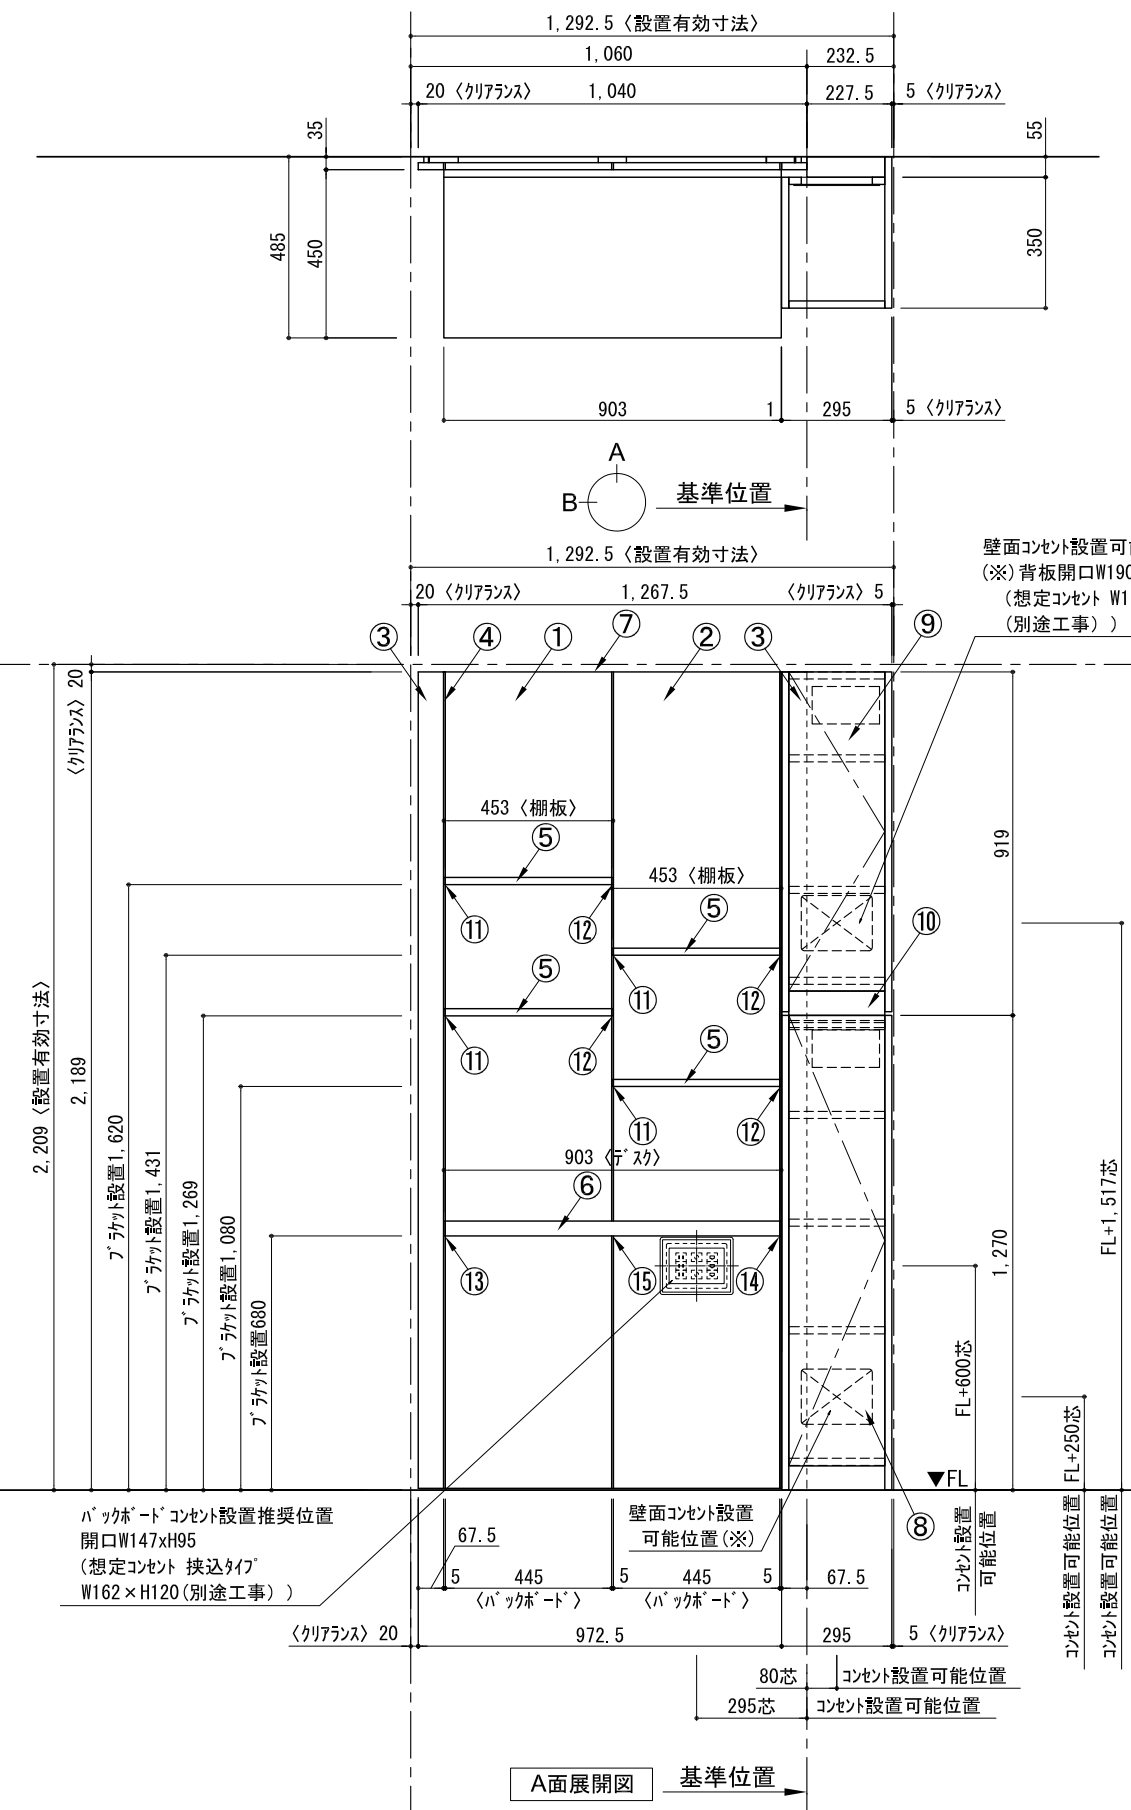 1,292.5〈設置有効寸法〉
1,060
232.5
20〈クリアランス〉
1,040
227.5
5〈クリアランス〉
35
55
485
450
350
903
1
295
5〈クリアランス〉
A
B
基準位置
1,292.5〈設置有効寸法〉
20〈クリアランス〉
1,267.5
〈クリアランス〉5
壁面コンセント設置可
(※)背板開口W190
(想定コンセント W1
(別途工事))
③
④
①
⑦
②
③
⑨
〈クリアランス〉20
453〈棚板〉
⑤
919
453〈棚板〉
⑤
⑩
⑪
⑫
⑤
⑪
⑫
⑪
⑫
⑤
⑪
⑫
2,209〈設置有効寸法〉
2,189
ブラケット設置1,620
ブラケット設置1,431
ブラケット設置1,269
ブラケット設置1,080
ブラケット設置680
903〈デスク〉
⑥
⑬
⑮
⑭
1,270
FL+1,517芯
FL+600芯
FL+250芯
▼FL
⑧
バックボードコンセント設置推奨位置
開口W147xH95
(想定コンセント 挟込タイプ
W162×H120(別途工事))
壁面コンセント設置
可能位置(※)
コンセント設置
可能位置
コンセント設置可能位置
コンセント設置可能位置
67.5
5
445
5
445
5
67.5
〈バックボード〉
〈バックボード〉
〈クリアランス〉20
972.5
295
5〈クリアランス〉
80芯
コンセント設置可能位置
295芯
コンセント設置可能位置
A面展開図
基準位置